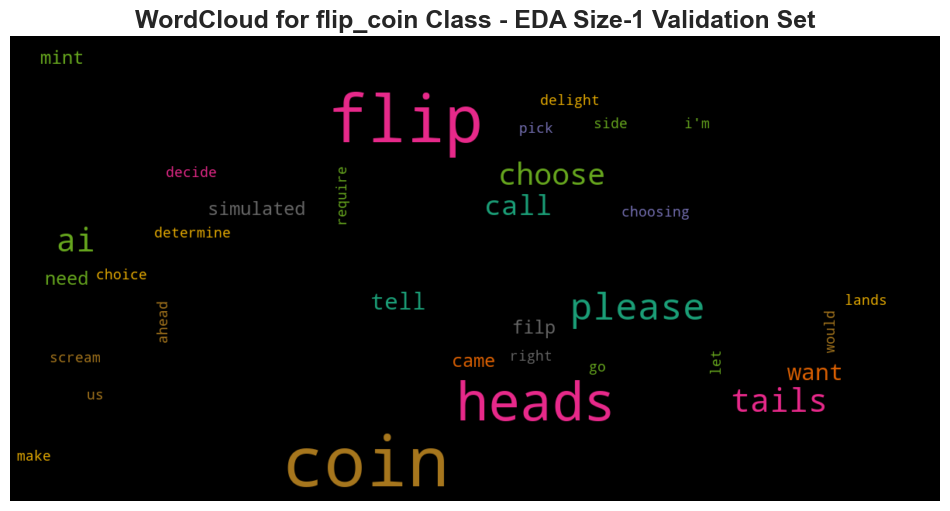 WordCloud for flip_coin Class - EDA Size-1 Validation Set
mint
flip
delight
pick
side
i'm
decide
require
choose
simulated
call
choosing
determine
ai
need
choice
ahead
tell
please
lands
filp
would
scream
came
right
go
let
want
us
heads
tails
coin
make